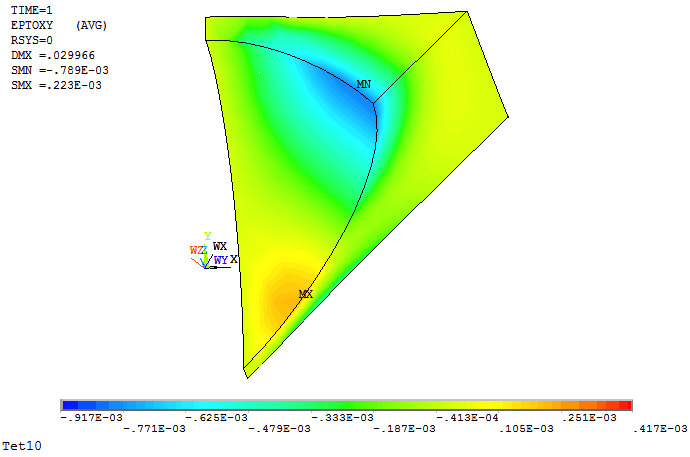 TIME=1
EPTOXY (AVG)
RSYS=0
DMX =.029966
SMN =-.789E-03
SMX =.223E-03
MN
Y
WZ Z WX
WY X
MX
-.917E-03 -.625E-03 -.333E-03 -.413E-04 .251E-03
-.771E-03 -.479E-03 -.187E-03 .105E-03 .417E-03
Tet10